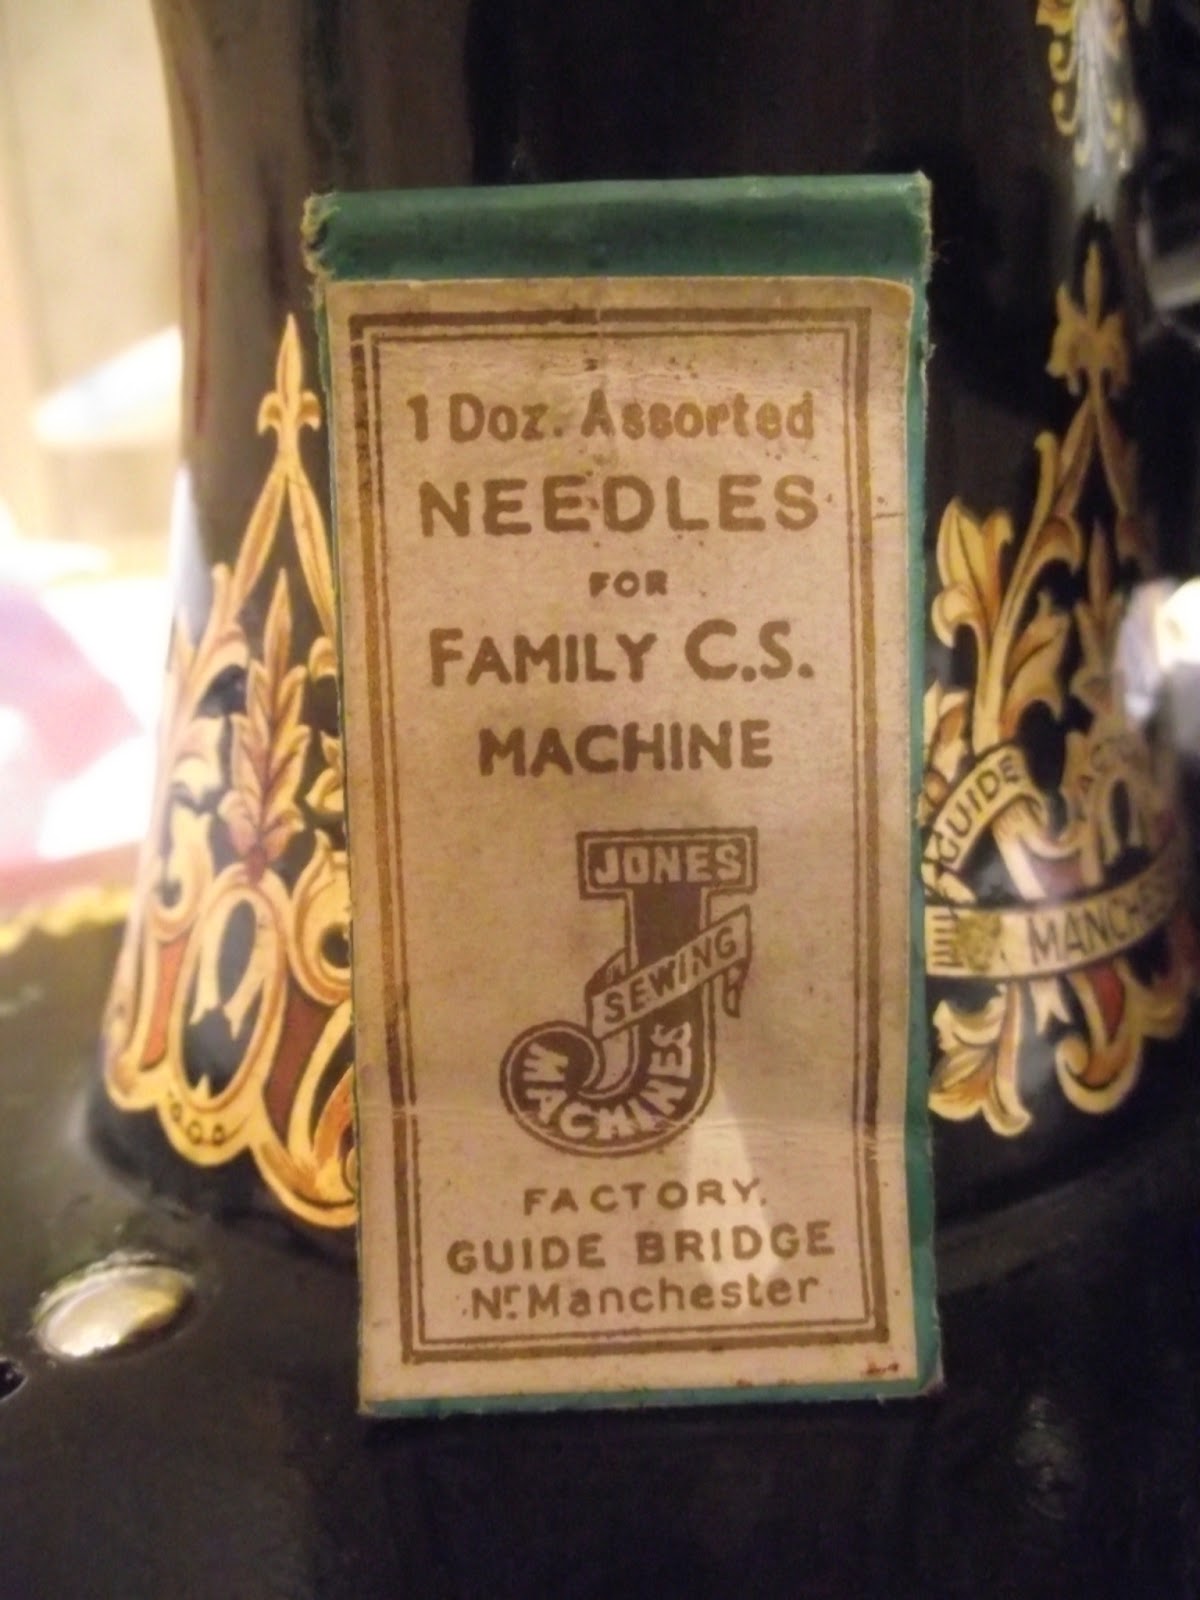 1 Doz. Assorted
NEEDLES
FOR
FAMILY C.S.
MACHINE
JONES
SEWING
MACHINES
FACTORY.
GUIDE BRIDGE
Nr. Manchester
GUIDE
MANCHES